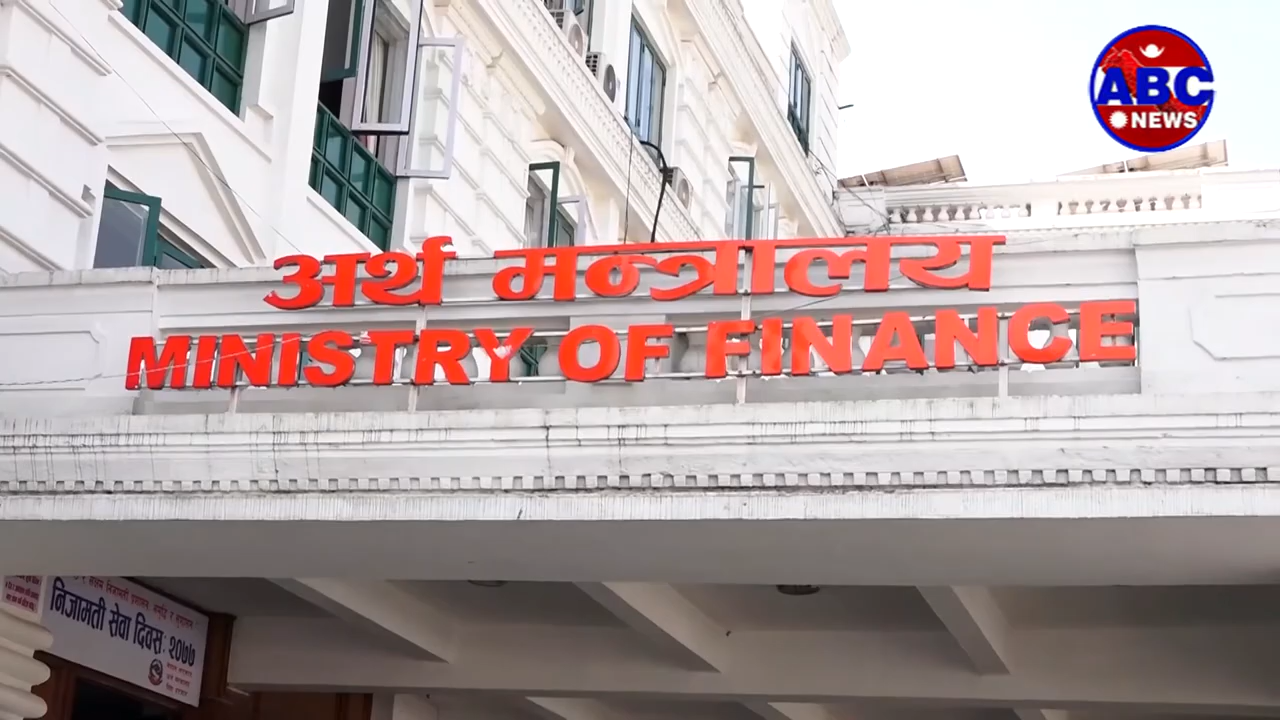 ABC
NEWS
अर्थ मन्त्रालय
MINISTRY OF FINANCE
निजामती सेवा दिवस: २०७७